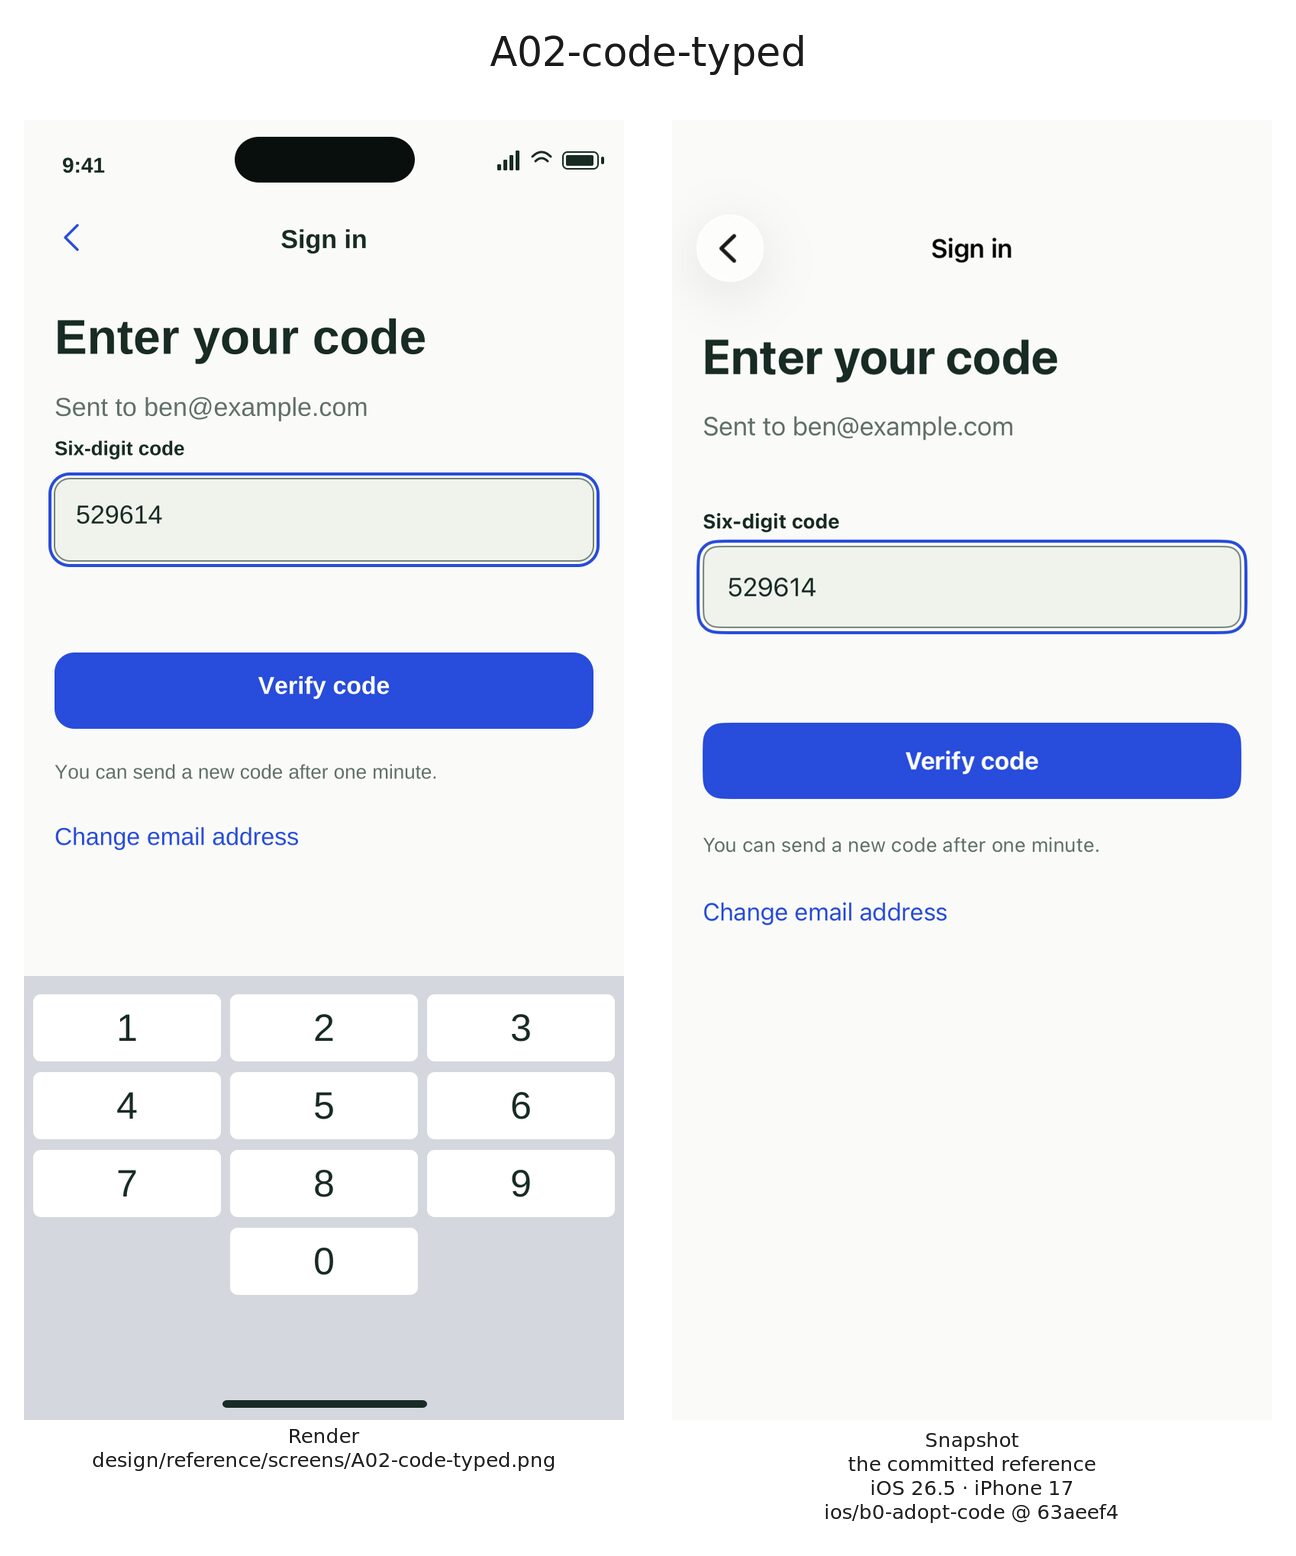 A02-code-typed
9:41
Sign in
Enter your code
Sent to ben@example.com
Six-digit code
529614
Verify code
You can send a new code after one minute.
Change email address
1 2 3
4 5 6
7 8 9
0
Render
design/reference/screens/A02-code-typed.png
Sign in
Enter your code
Sent to ben@example.com
Six-digit code
529614
Verify code
You can send a new code after one minute.
Change email address
Snapshot
the committed reference
iOS 26.5 · iPhone 17
ios/b0-adopt-code @ 63aeef4